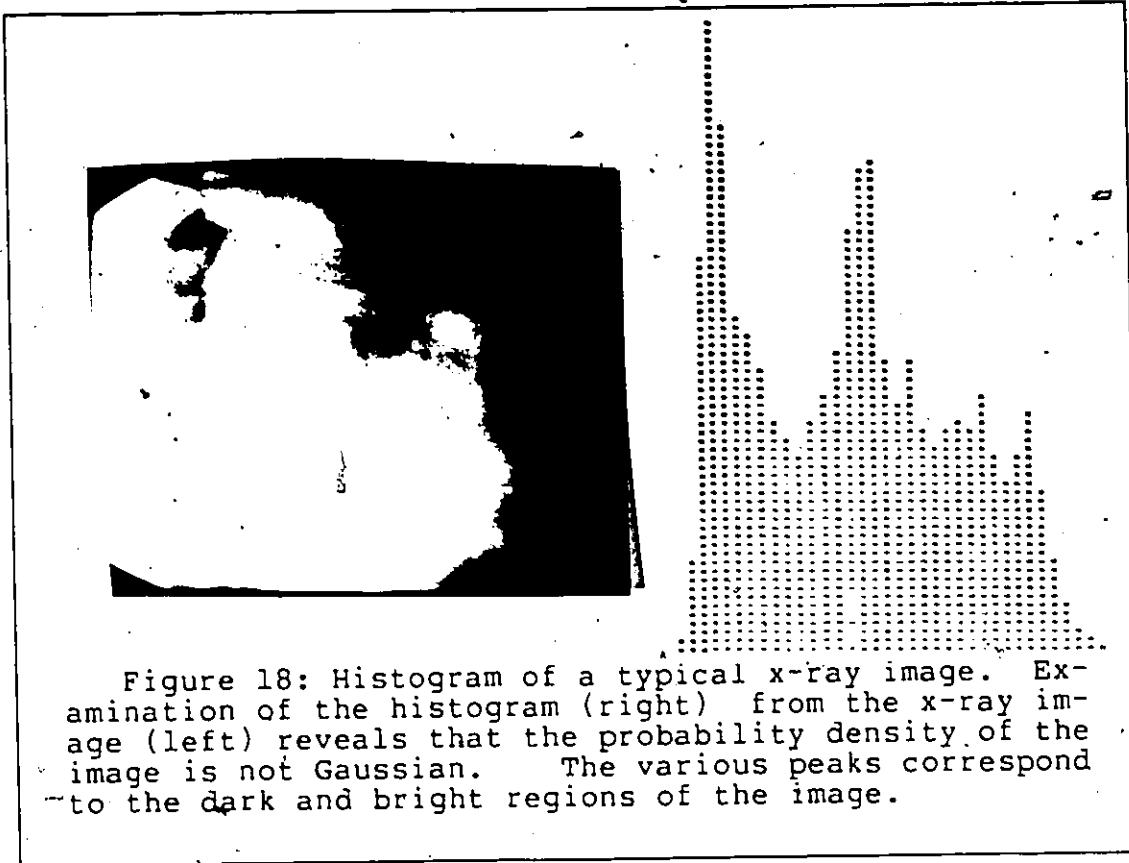 Figure 18: Histogram of a typical x-ray image. Ex-
amination of the histogram (right) from the x-ray im-
age (left) reveals that the probability density of the
image is not Gaussian. The various peaks correspond
to the dark and bright regions of the image.